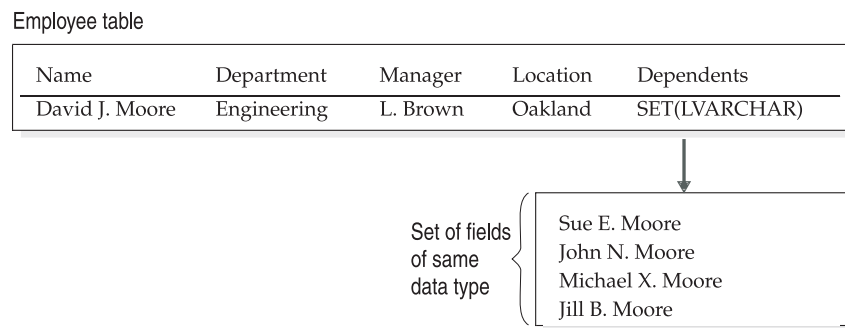 Employee table
Name Department Manager Location Dependents
David J. Moore Engineering L. Brown Oakland SET(LVARCHAR)
Set of fields
of same
data type
Sue E. Moore
John N. Moore
Michael X. Moore
Jill B. Moore